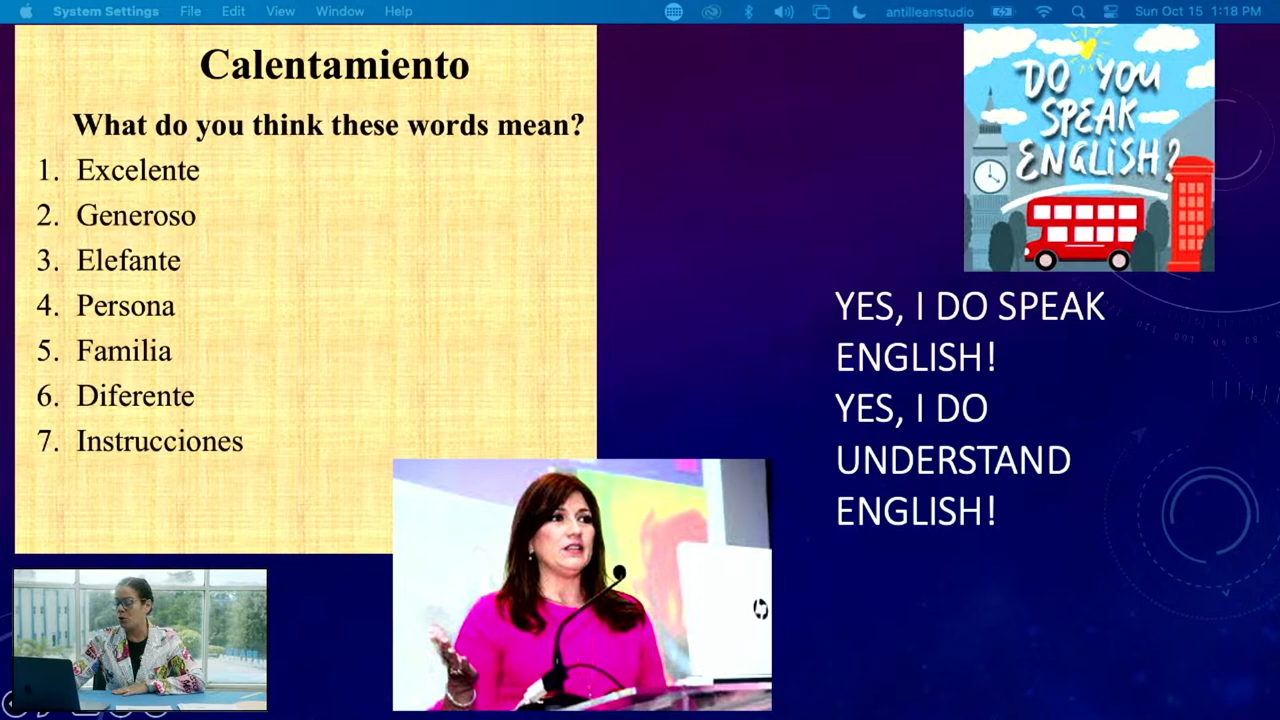 System Settings File Edit View Window Help antilleanstudio Sun Oct 15 1:18 PM
Calentamiento
What do you think these words mean?
1. Excelente
2. Generoso
3. Elefante
4. Persona
5. Familia
6. Diferente
7. Instrucciones
DO YOU
SPEAK
ENGLISH?
YES, I DO SPEAK
ENGLISH!
YES, I DO
UNDERSTAND
ENGLISH!
hp